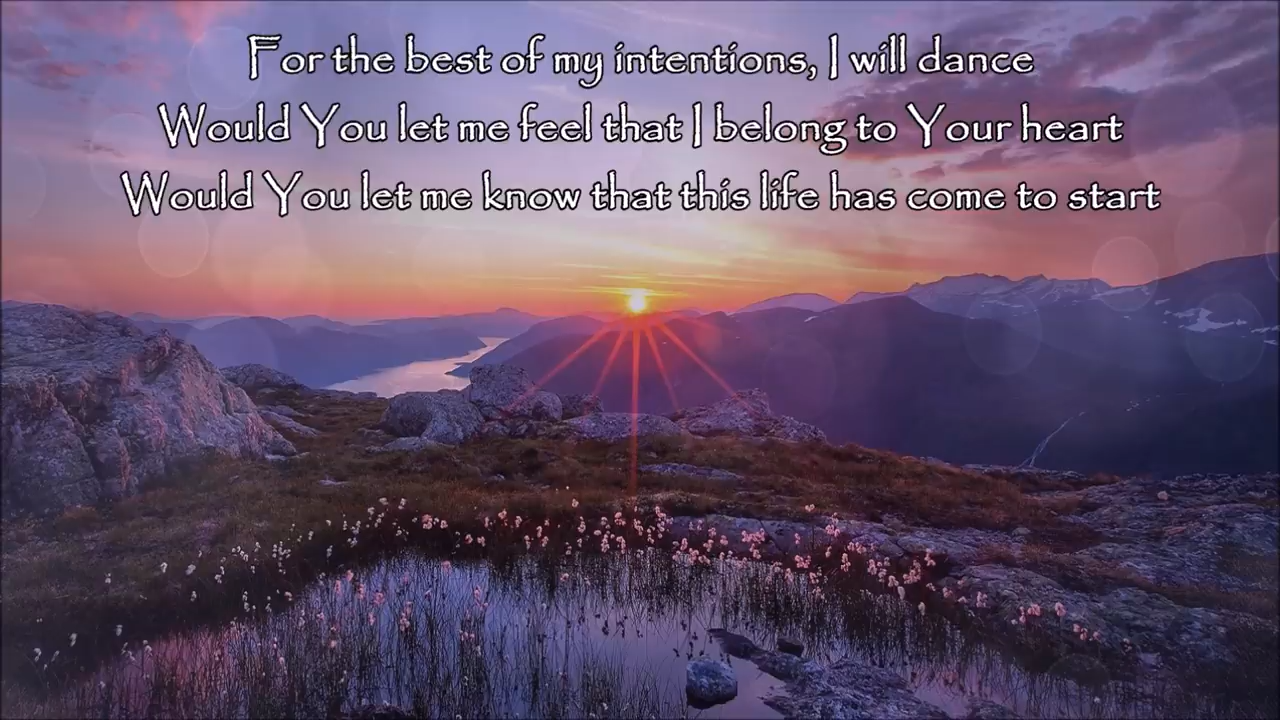 For the best of my intentions, I will dance
Would You let me feel that I belong to Your heart
Would You let me know that this life has come to start